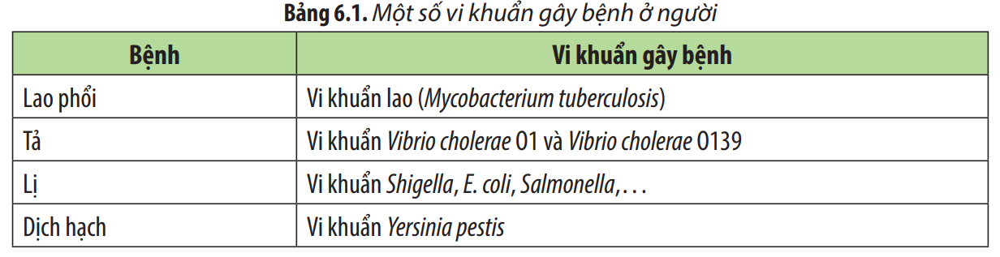 Bảng 6.1. Một số vi khuẩn gây bệnh ở người
Bệnh Vi khuẩn gây bệnh
Lao phổi Vi khuẩn lao (Mycobacterium tuberculosis)
Tả Vi khuẩn Vibrio cholerae O1 và Vibrio cholerae O139
Lị Vi khuẩn Shigella, E. coli, Salmonella,…
Dịch hạch Vi khuẩn Yersinia pestis